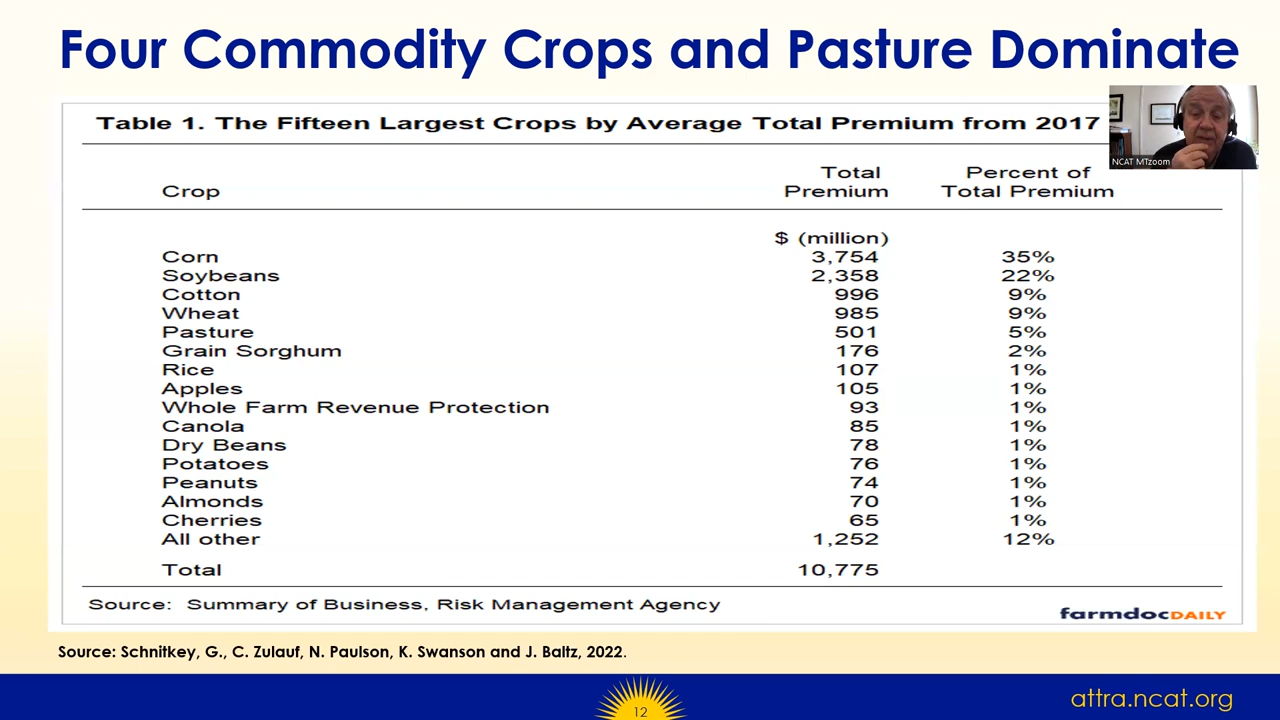 Four Commodity Crops and Pasture Dominate
Table 1. The Fifteen Largest Crops by Average Total Premium from 2017
NCAT MTzoom
Crop Total Premium Percent of Total Premium
$ (million)
Corn 3,754 35%
Soybeans 2,358 22%
Cotton 996 9%
Wheat 985 9%
Pasture 501 5%
Grain Sorghum 176 2%
Rice 107 1%
Apples 105 1%
Whole Farm Revenue Protection 93 1%
Canola 85 1%
Dry Beans 78 1%
Potatoes 76 1%
Peanuts 74 1%
Almonds 70 1%
Cherries 65 1%
All other 1,252 12%
Total 10,775
Source: Summary of Business, Risk Management Agency
farmdocDAILY
Source: Schnitkey, G., C. Zulauf, N. Paulson, K. Swanson and J. Baltz, 2022.
12
attra.ncat.org